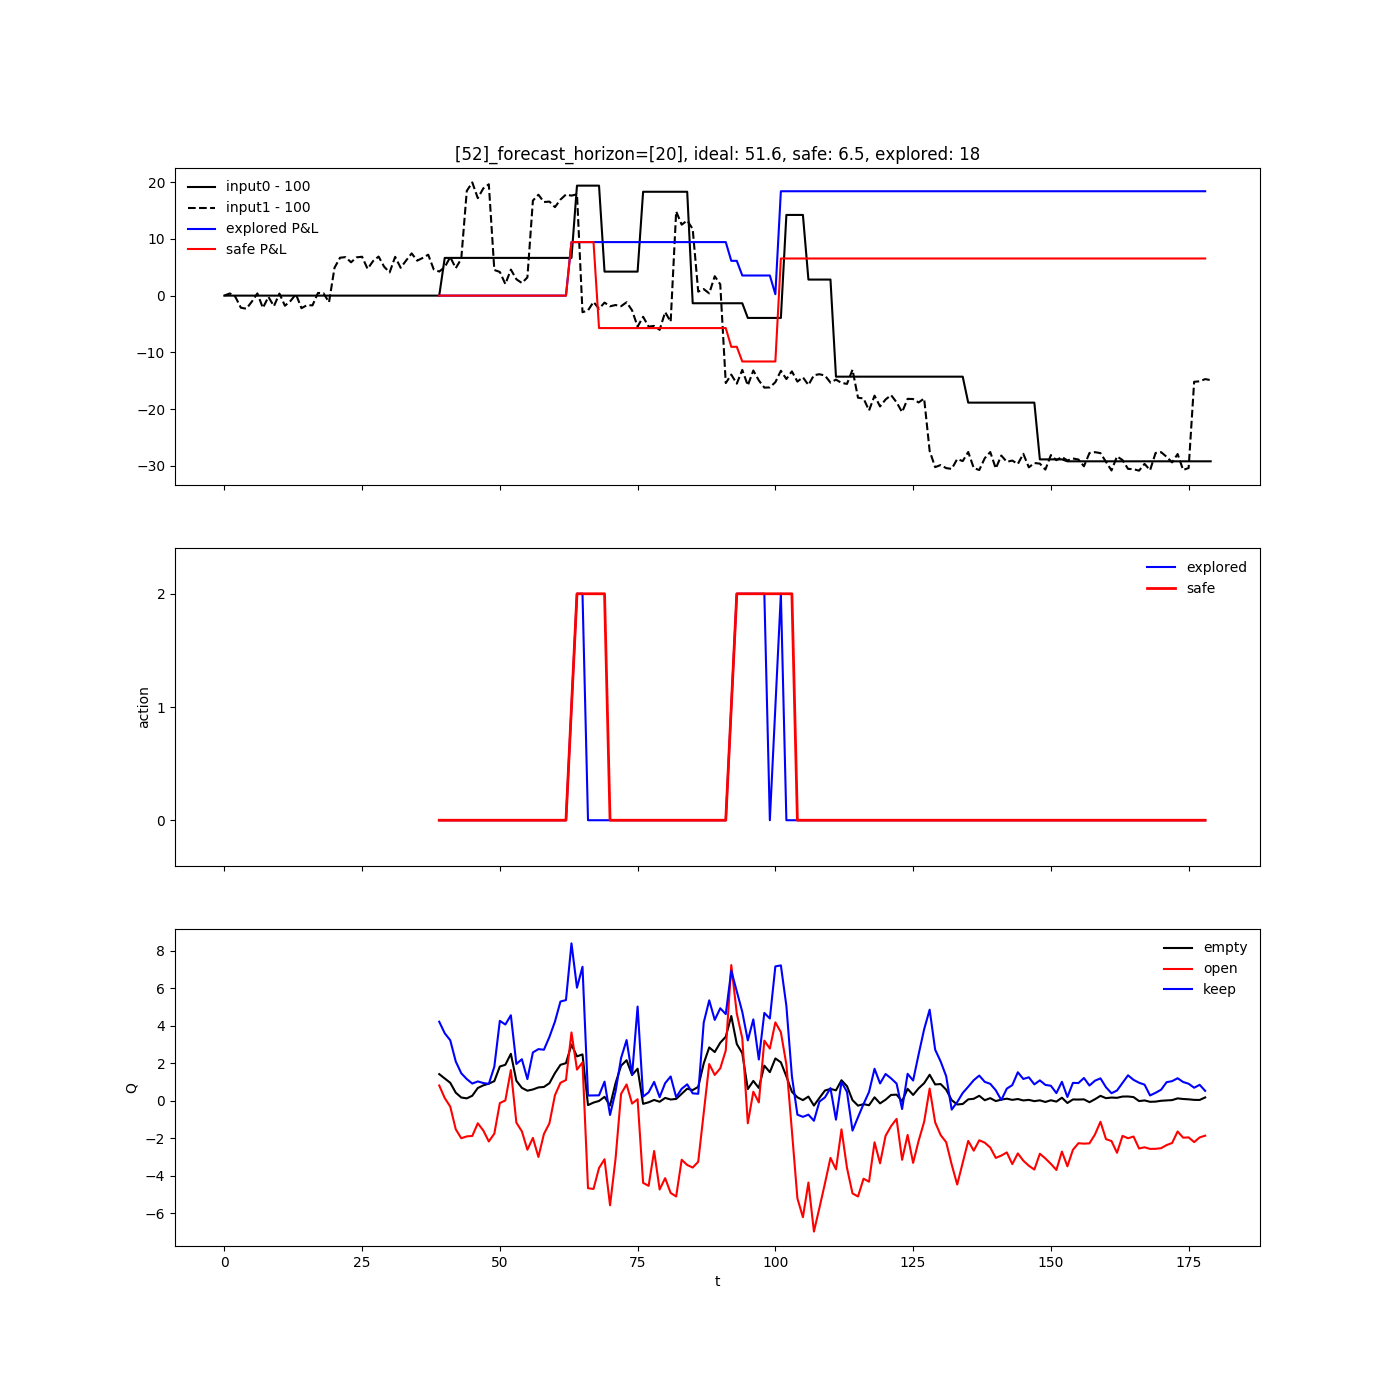 [52]_forecast_horizon=[20], ideal: 51.6, safe: 6.5, explored: 18
20
10
0
−10
−20
−30
input0 - 100
input1 - 100
explored P&L
safe P&L
2
1
0
action
explored
safe
8
6
4
2
0
−2
−4
−6
Q
empty
open
keep
0 25 50 75 100 125 150 175
t